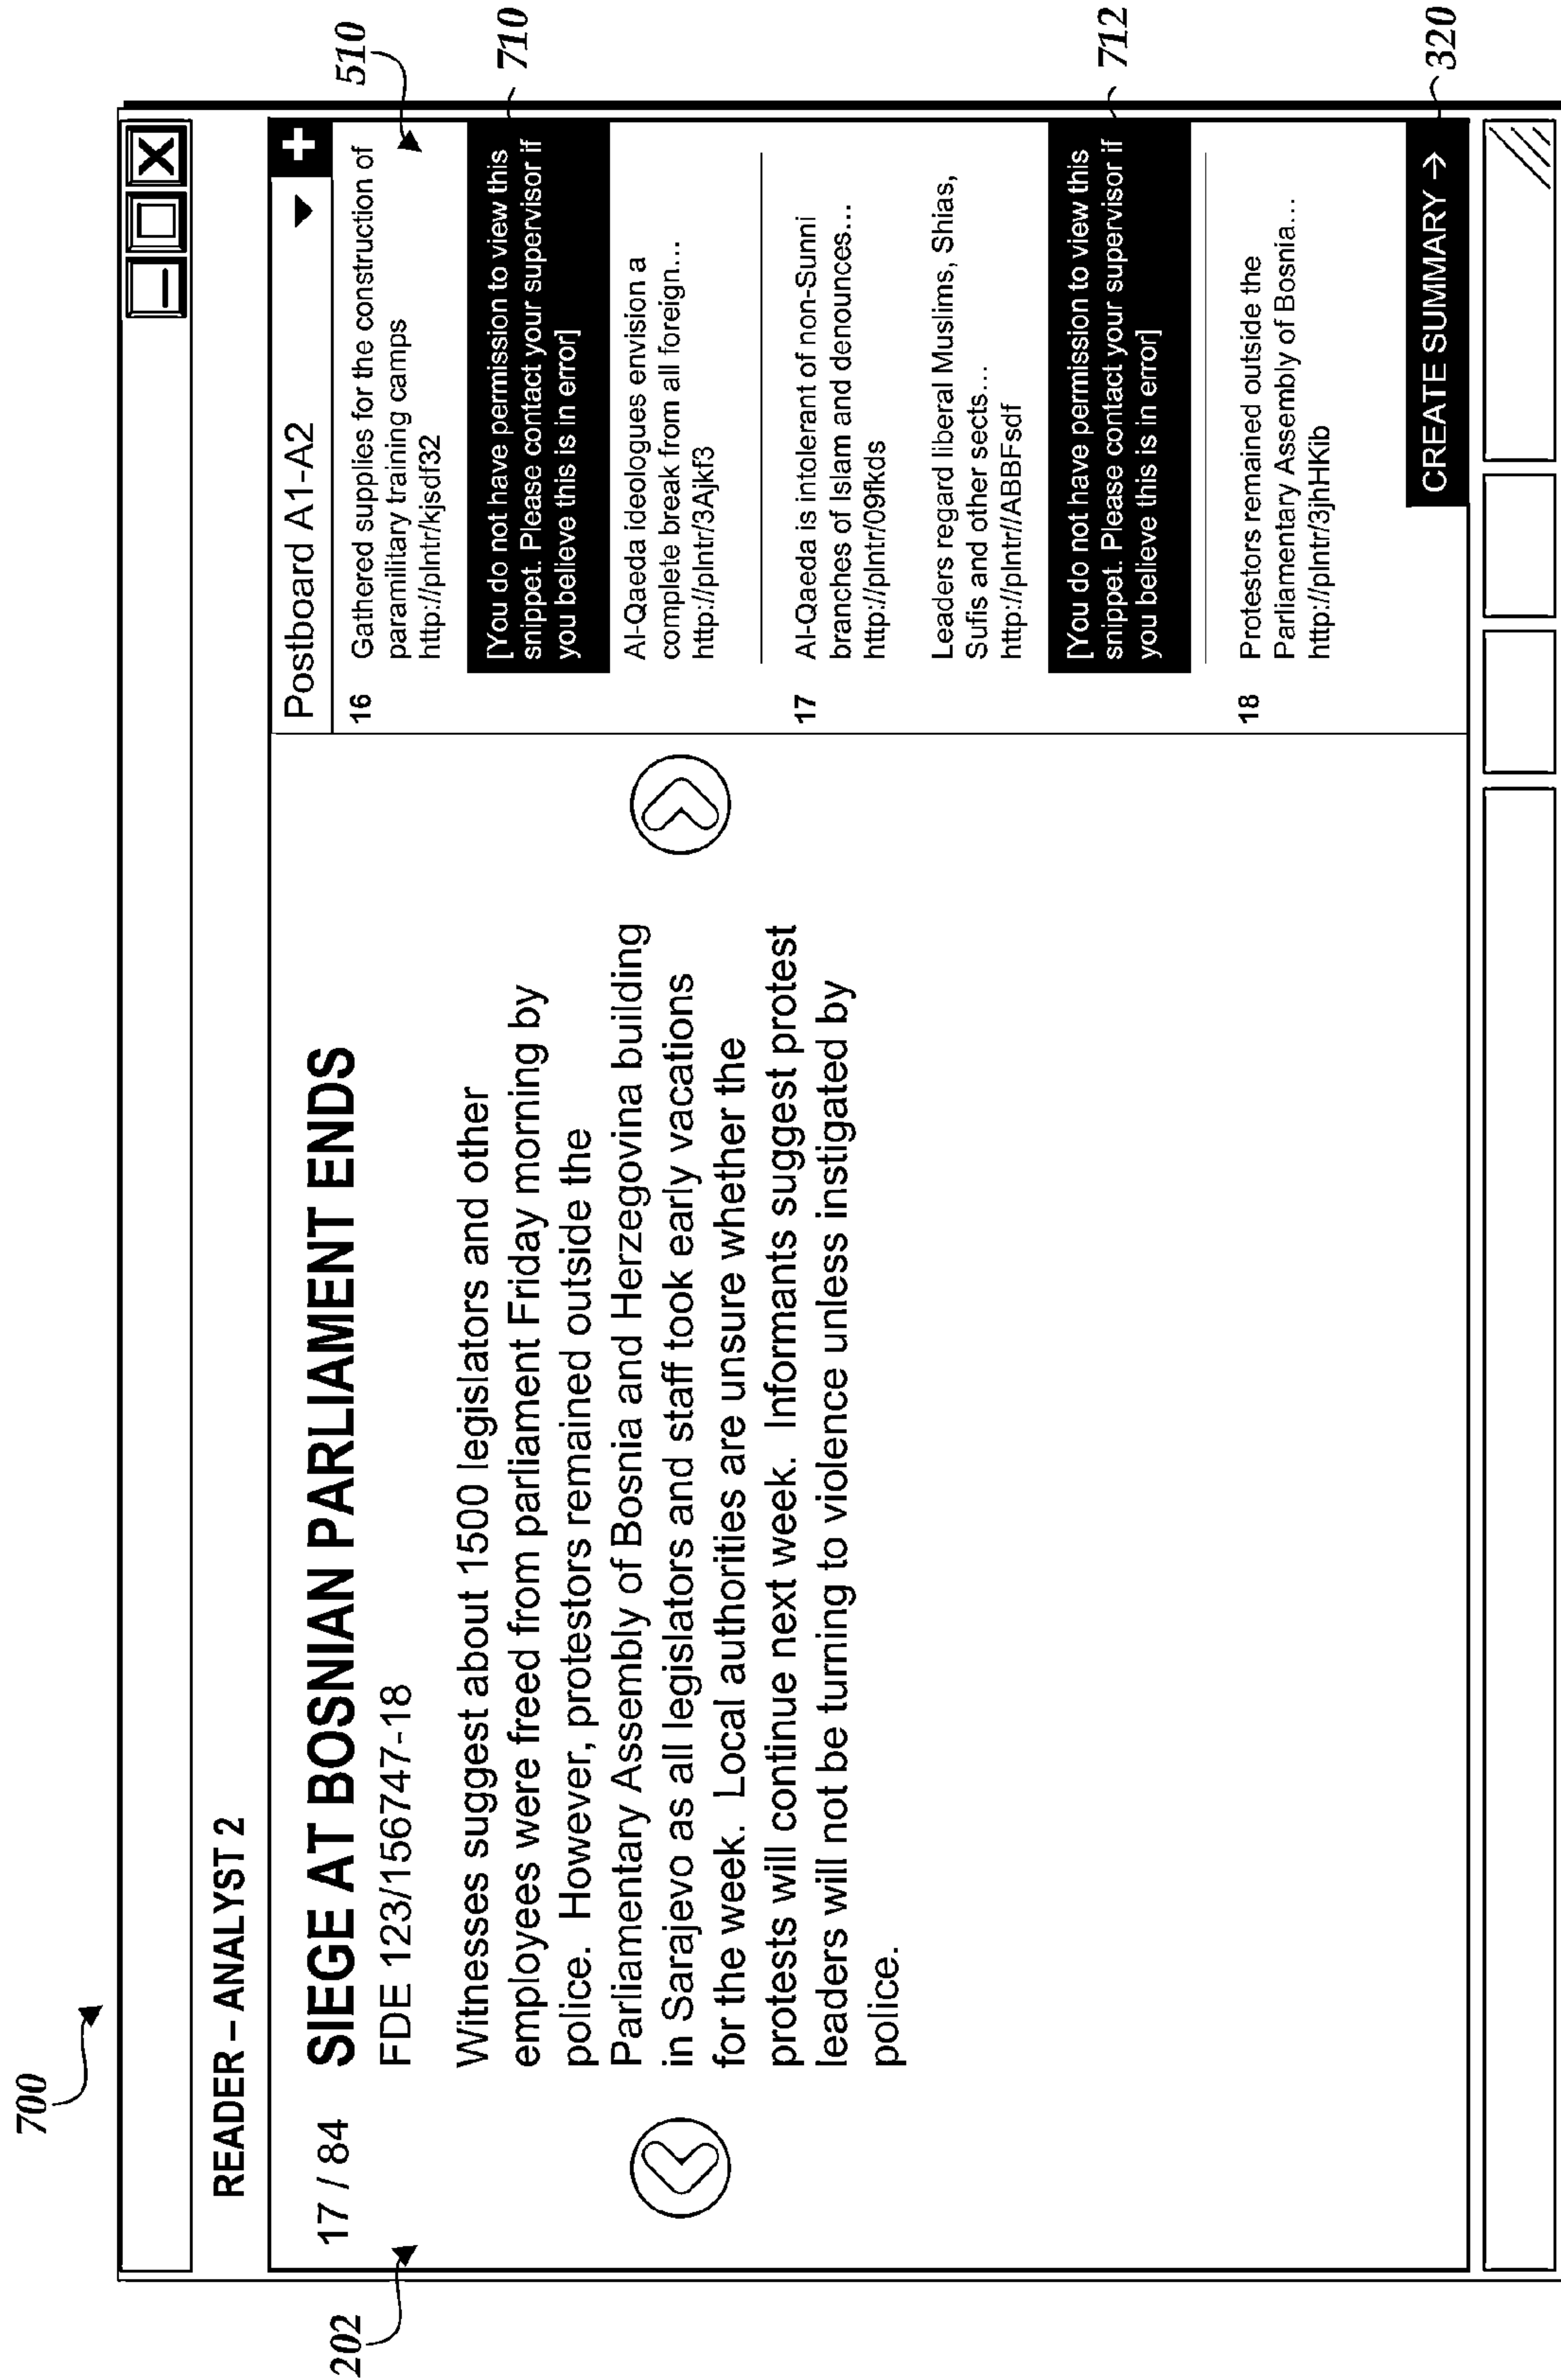 700
READER – ANALYST 2
202
17 / 84
SIEGE AT BOSNIAN PARLIAMENT ENDS
FDE 123/156747-18
Witnesses suggest about 1500 legislators and other
employees were freed from parliament Friday morning by
police.  However, protestors remained outside the
Parliamentary Assembly of Bosnia and Herzegovina building
in Sarajevo as all legislators and staff took early vacations
for the week.  Local authorities are unsure whether the
protests will continue next week.  Informants suggest protest
leaders will not be turning to violence unless instigated by
police.
Postboard A1-A2
+
510
16
Gathered supplies for the construction of
paramilitary training camps
http://plntr/kjsdf32
[You do not have permission to view this
snippet. Please contact your supervisor if
you believe this is in error]
710
Al-Qaeda ideologues envision a
complete break from all foreign...
http://plntr/3Ajkf3
17
Al-Qaeda is intolerant of non-Sunni
branches of Islam and denounces...
http://plntr/09fkds
Leaders regard liberal Muslims, Shias,
Sufis and other sects...
http://plntr//ABBFsdf
[You do not have permission to view this
snippet. Please contact your supervisor if
you believe this is in error]
712
18
Protestors remained outside the
Parliamentary Assembly of Bosnia...
http://plntr/3jhHKib
CREATE SUMMARY →
320